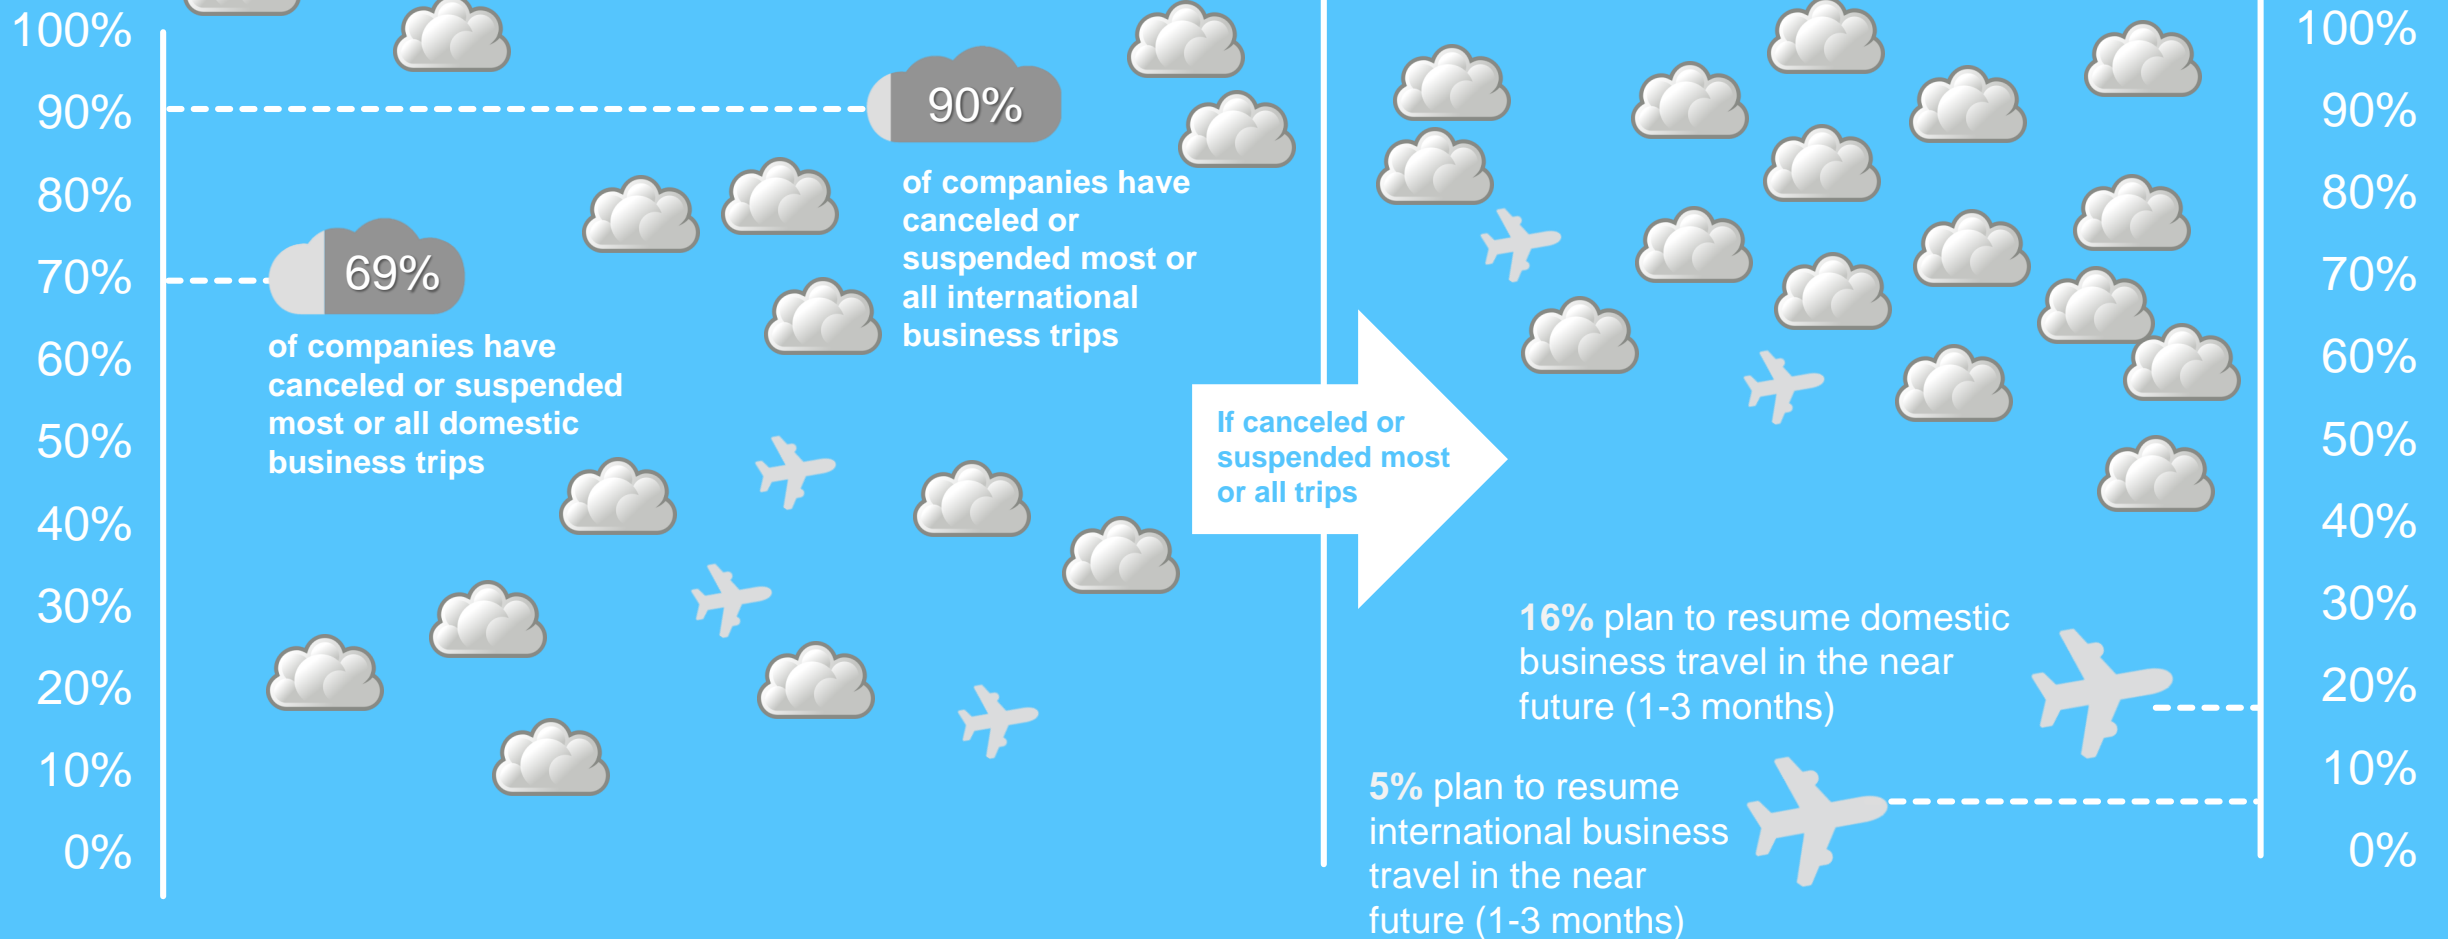 100%
90%
80%
70%
60%
50%
40%
30%
20%
10%
0%
90%
of companies have
canceled or
suspended most or
all international
business trips
69%
of companies have
canceled or suspended
most or all domestic
business trips
If canceled or
suspended most
or all trips
16% plan to resume domestic
business travel in the near
future (1-3 months)
5% plan to resume
international business
travel in the near
future (1-3 months)
100%
90%
80%
70%
60%
50%
40%
30%
20%
10%
0%